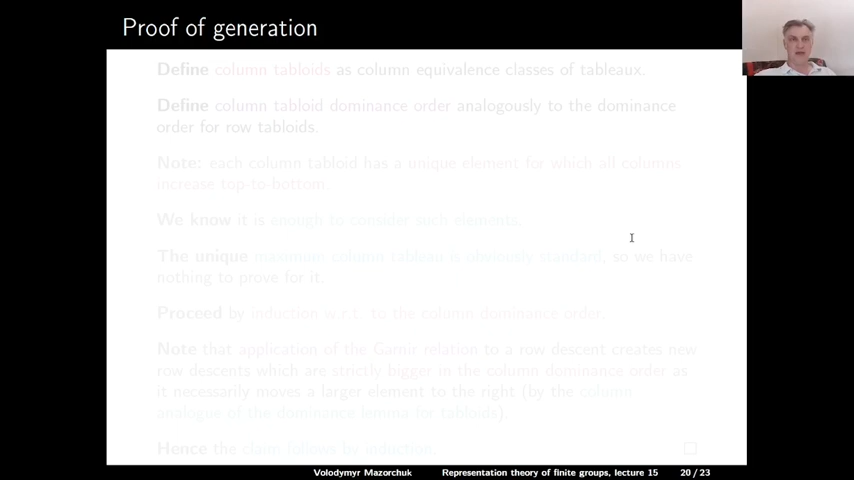 Proof of generation
Define column tabloids as column equivalence classes of tableaux.
Define column tabloid dominance order analogously to the dominance
order for row tabloids.
Note: each column tabloid has a unique element for which all columns
increase top-to-bottom.
We know it is enough to consider such elements.
The unique maximum column tableau is obviously standard, so we have
nothing to prove for it.
Proceed by induction w.r.t. to the column dominance order.
Note that application of the Garnir relation to a row descent creates new
row descents which are strictly bigger in the column dominance order as
it necessarily moves a larger element to the right (by the column
analogue of the dominance lemma for tabloids).
Hence the claim follows by induction.
Volodymyr Mazorchuk Representation theory of finite groups, lecture 15 20 / 23